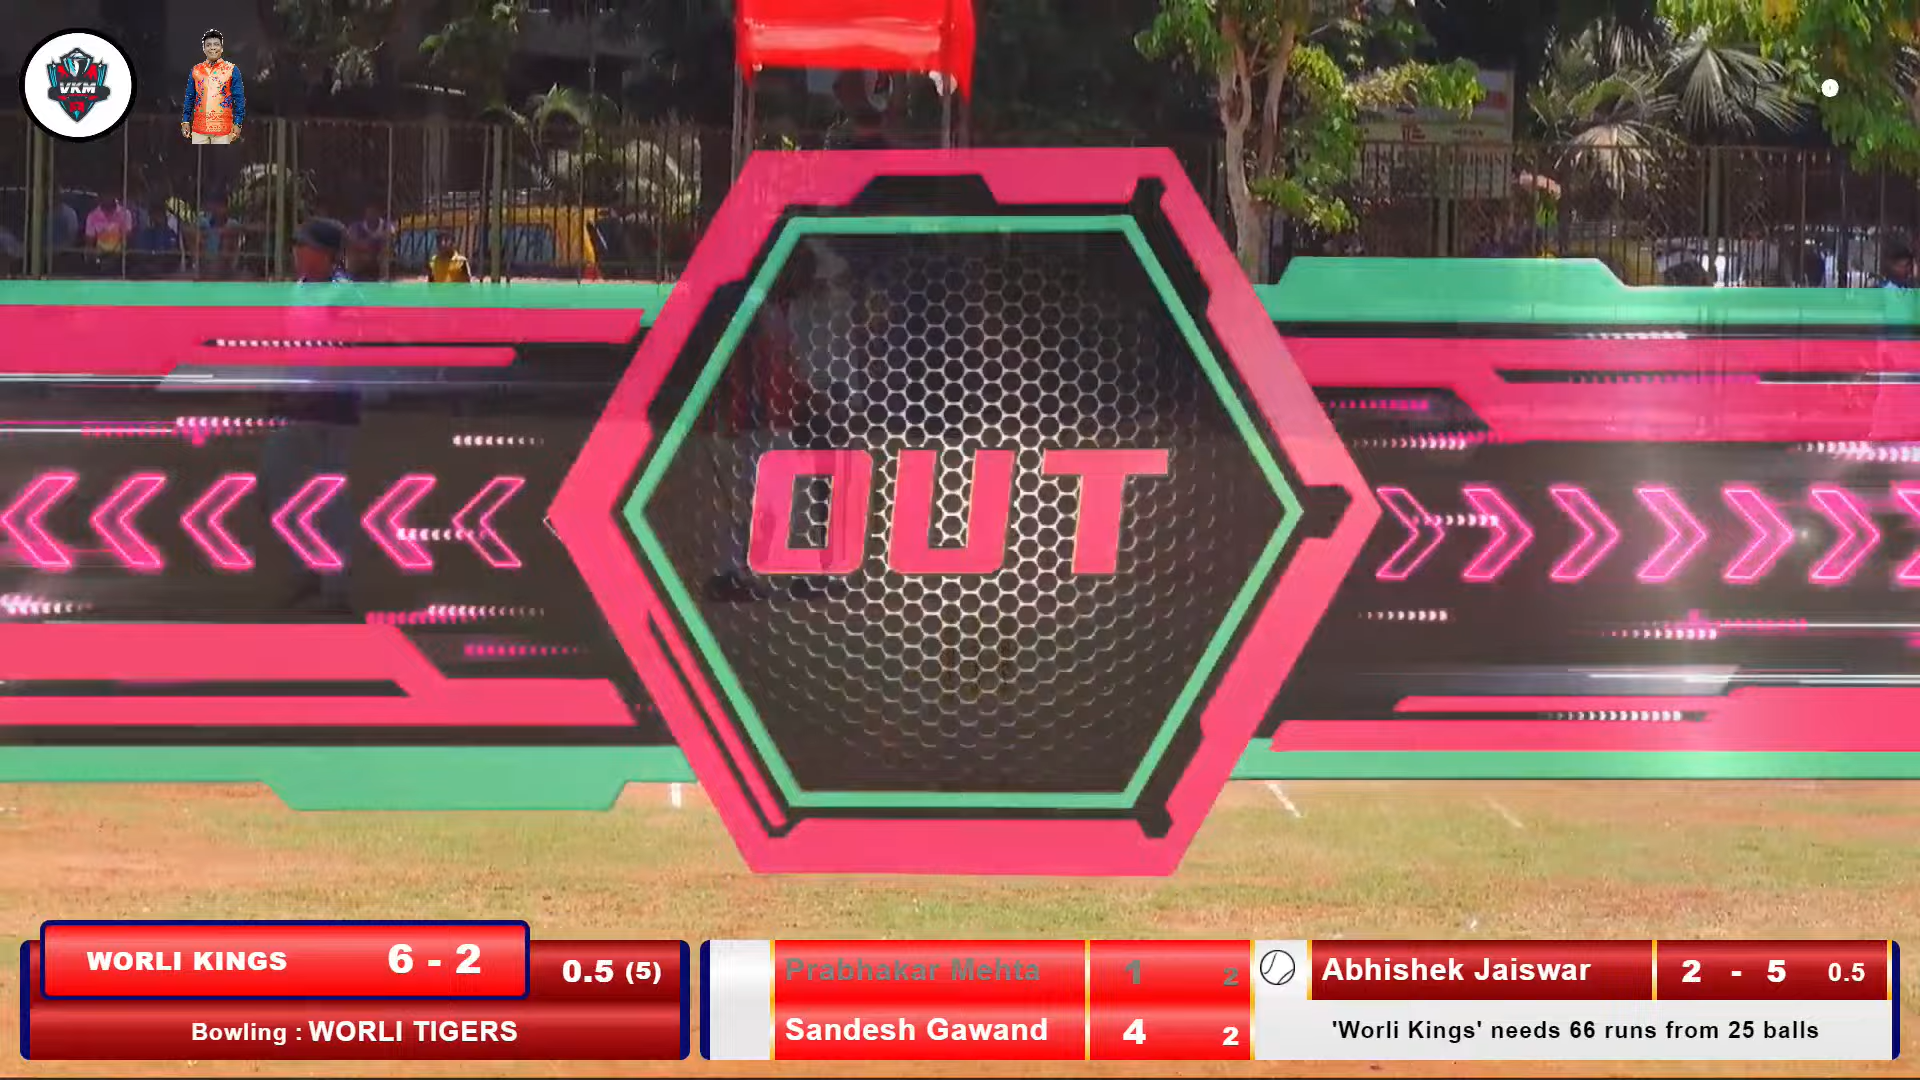 VKM
OUT
WORLI KINGS 6 - 2 0.5 (5)
Bowling : WORLI TIGERS
Prabhakar Mehta 1 2
Sandesh Gawand 4 2
Abhishek Jaiswar 2 - 5 0.5
'Worli Kings' needs 66 runs from 25 balls